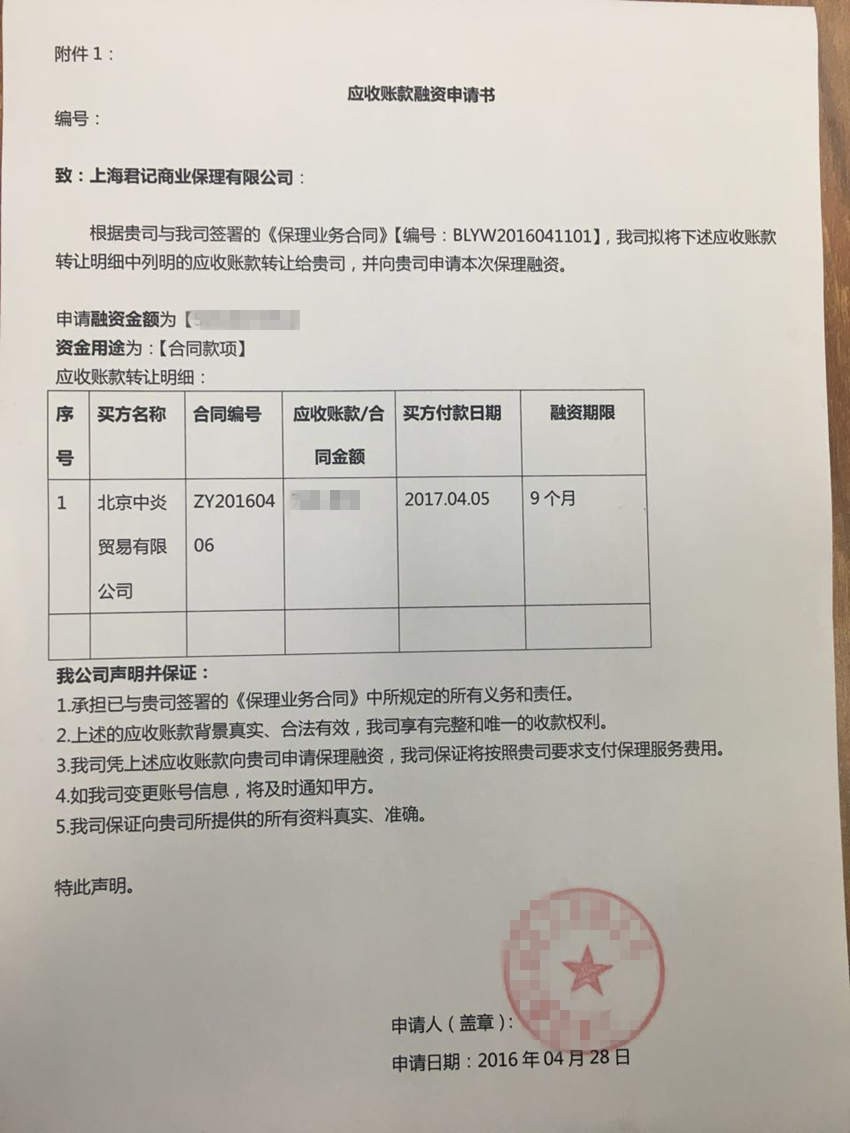 附件 1：
应收账款融资申请书
编号：
致：上海君记商业保理有限公司：
根据贵司与我司签署的《保理业务合同》【编号：BLYW2016041101】，我司拟将下述应收账款
转让明细中列明的应收账款转让给贵司，并向贵司申请本次保理融资。
申请融资金额为【
资金用途为：【合同款项】
应收账款转让明细：
序号 买方名称 合同编号 应收账款/合同金额 买方付款日期 融资期限
1 北京中炎贸易有限公司 ZY20160406 2017.04.05 9 个月
我公司声明并保证：
1.承担已与贵司签署的《保理业务合同》中所规定的所有义务和责任。
2.上述的应收账款背景真实、合法有效，我司享有完整和唯一的收款权利。
3.我司凭上述应收账款向贵司申请保理融资，我司保证将按照贵司要求支付保理服务费用。
4.如我司变更账号信息，将及时通知甲方。
5.我司保证向贵司所提供的所有资料真实、准确。
特此声明。
申请人（盖章）：
申请日期：2016 年 04 月 28 日